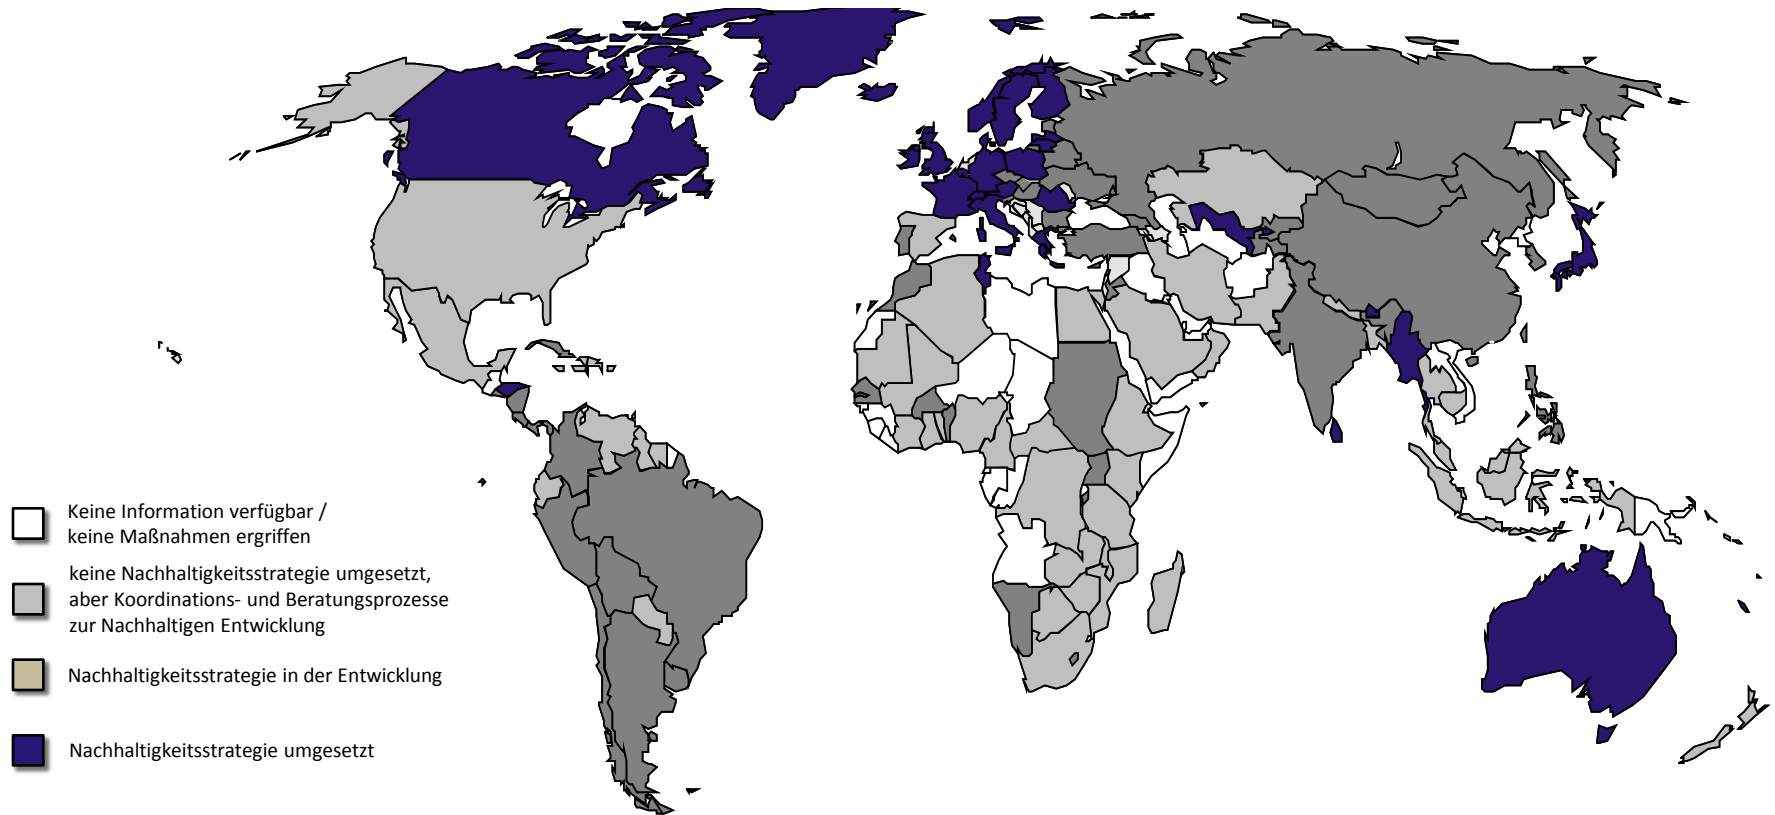 Keine Information verfügbar /
keine Maßnahmen ergriffen
keine Nachhaltigkeitsstrategie umgesetzt,
aber Koordinations- und Beratungsprozesse
zur Nachhaltigen Entwicklung
Nachhaltigkeitsstrategie in der Entwicklung
Nachhaltigkeitsstrategie umgesetzt